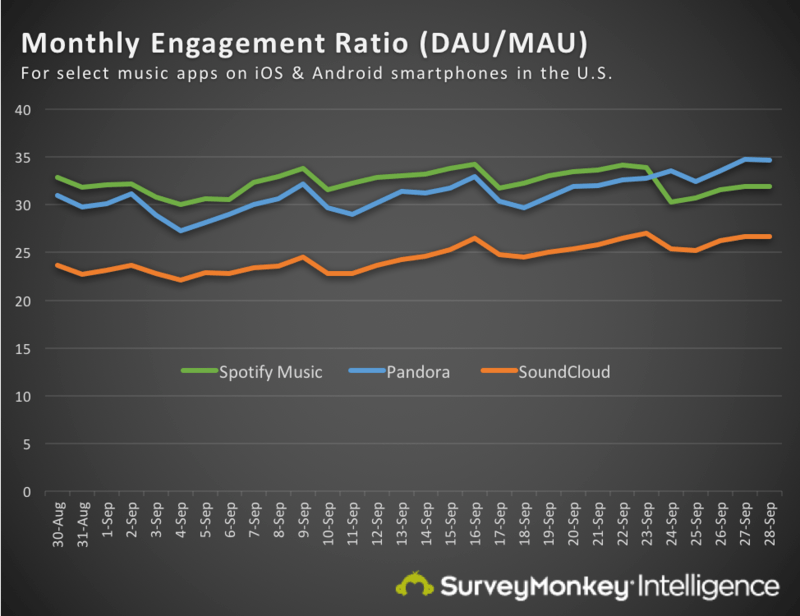 Monthly Engagement Ratio (DAU/MAU)
For select music apps on iOS & Android smartphones in the U.S.
40
35
30
25
20
15
10
5
0
Spotify Music
Pandora
SoundCloud
30-Aug
31-Aug
1-Sep
2-Sep
3-Sep
4-Sep
5-Sep
6-Sep
7-Sep
8-Sep
9-Sep
10-Sep
11-Sep
12-Sep
13-Sep
14-Sep
15-Sep
16-Sep
17-Sep
18-Sep
19-Sep
20-Sep
21-Sep
22-Sep
23-Sep
24-Sep
25-Sep
26-Sep
27-Sep
28-Sep
SurveyMonkey Intelligence